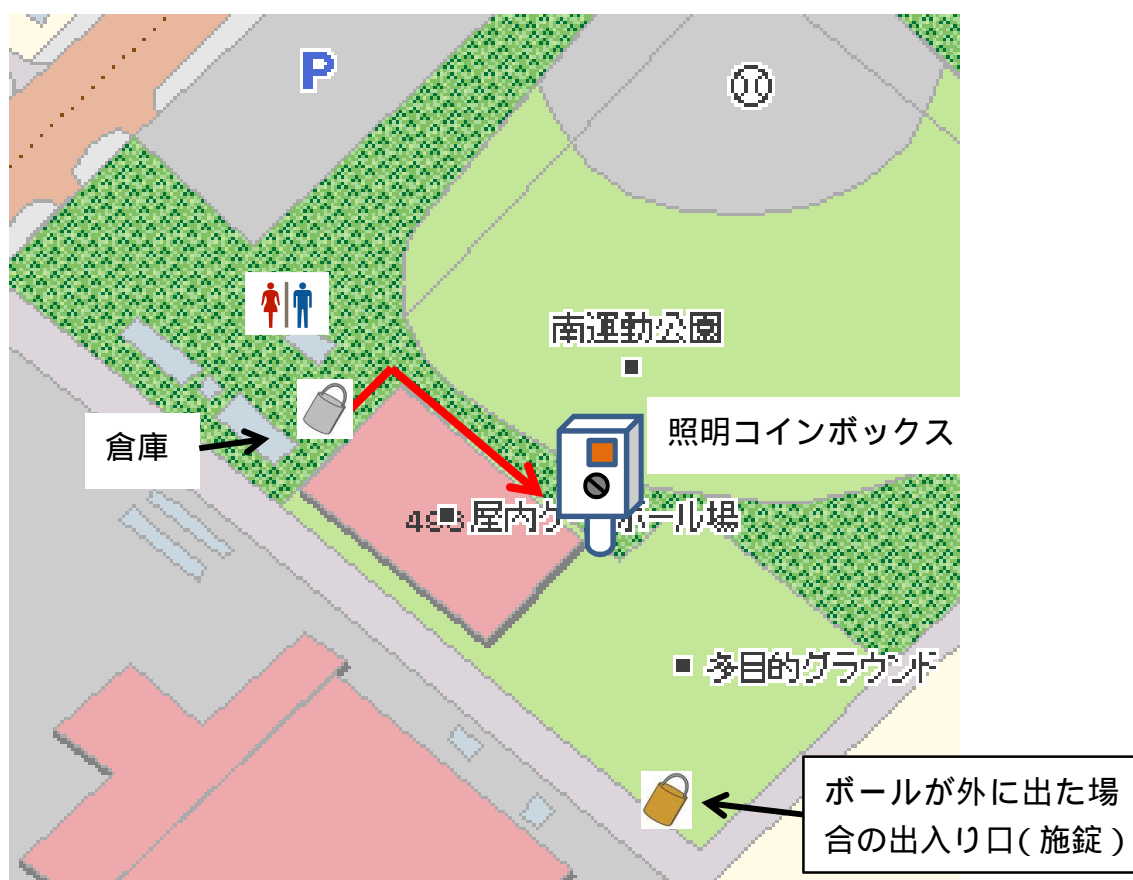 P
南運動公園
照明コインボックス
倉庫
屋内
ボール場
多目的グラウンド
ボールが外に出た場
合の出入り口(施錠)